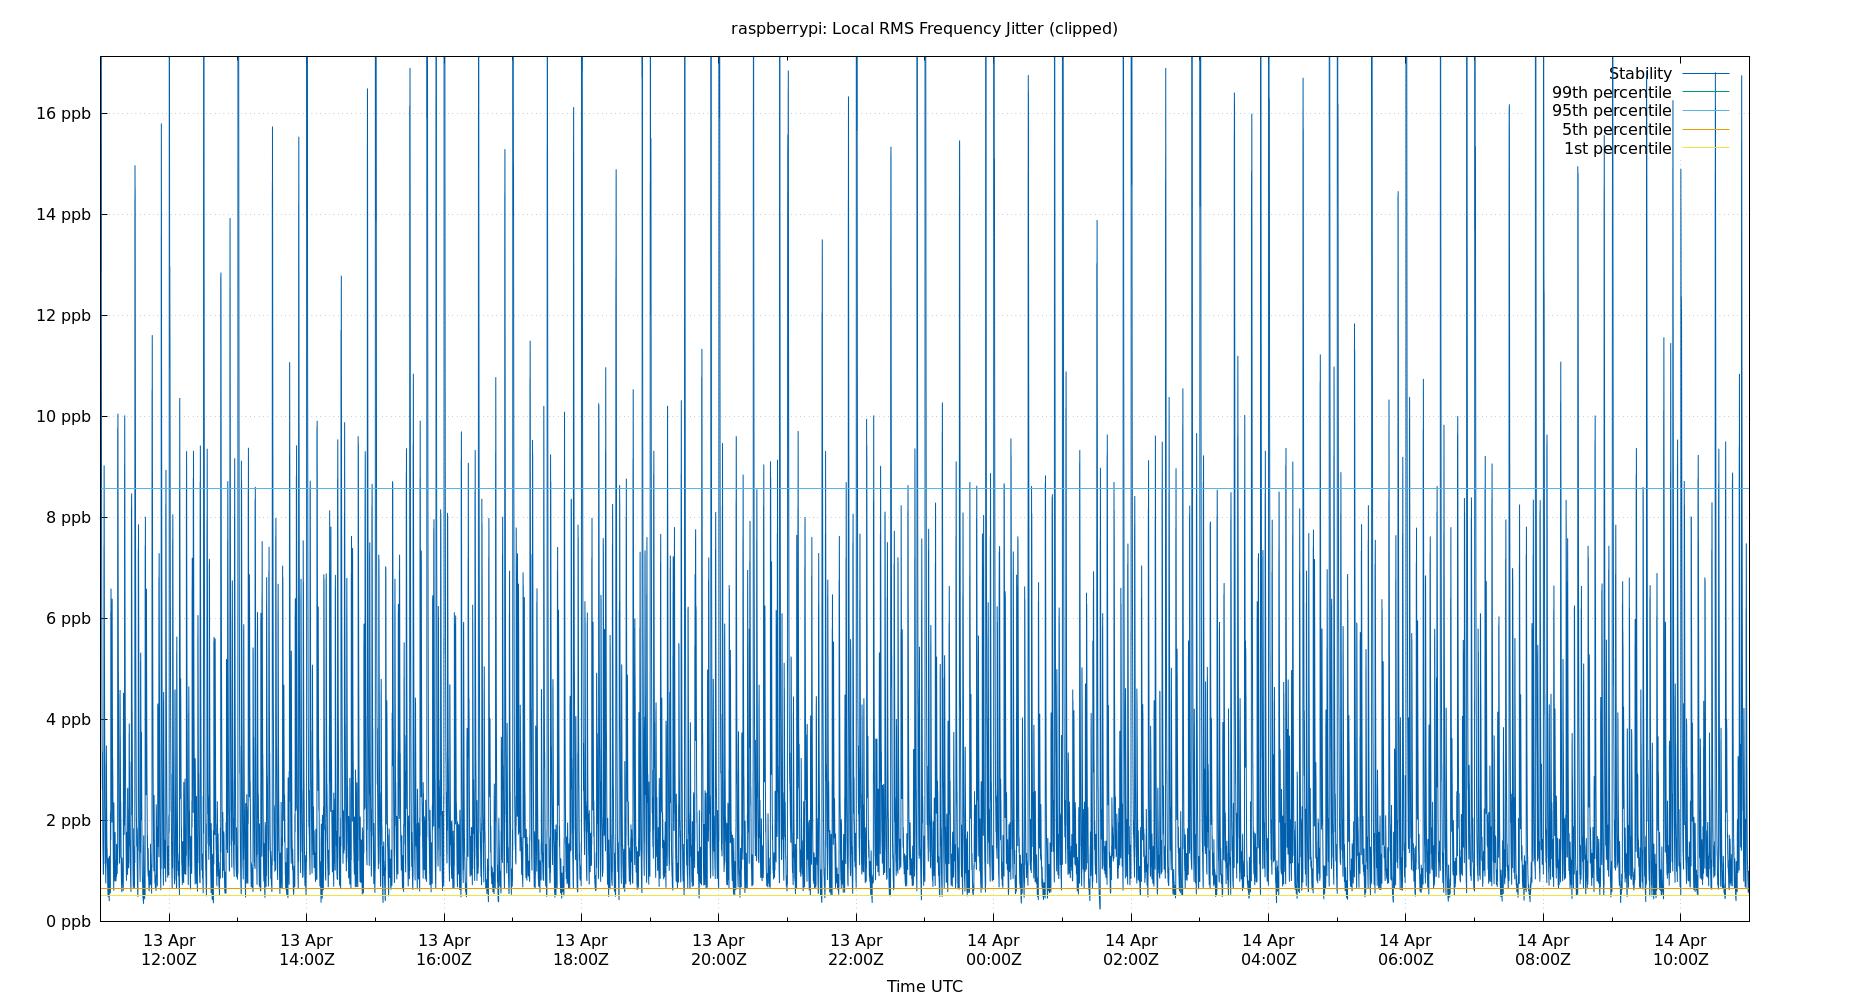 raspberrypi: Local RMS Frequency Jitter (clipped)
Stability
99th percentile
95th percentile
5th percentile
1st percentile
16 ppb
14 ppb
12 ppb
10 ppb
8 ppb
6 ppb
4 ppb
2 ppb
0 ppb
13 Apr 13 Apr 13 Apr 13 Apr 13 Apr 13 Apr 14 Apr 14 Apr 14 Apr 14 Apr 14 Apr 14 Apr
12:00Z 14:00Z 16:00Z 18:00Z 20:00Z 22:00Z 00:00Z 02:00Z 04:00Z 06:00Z 08:00Z 10:00Z
Time UTC